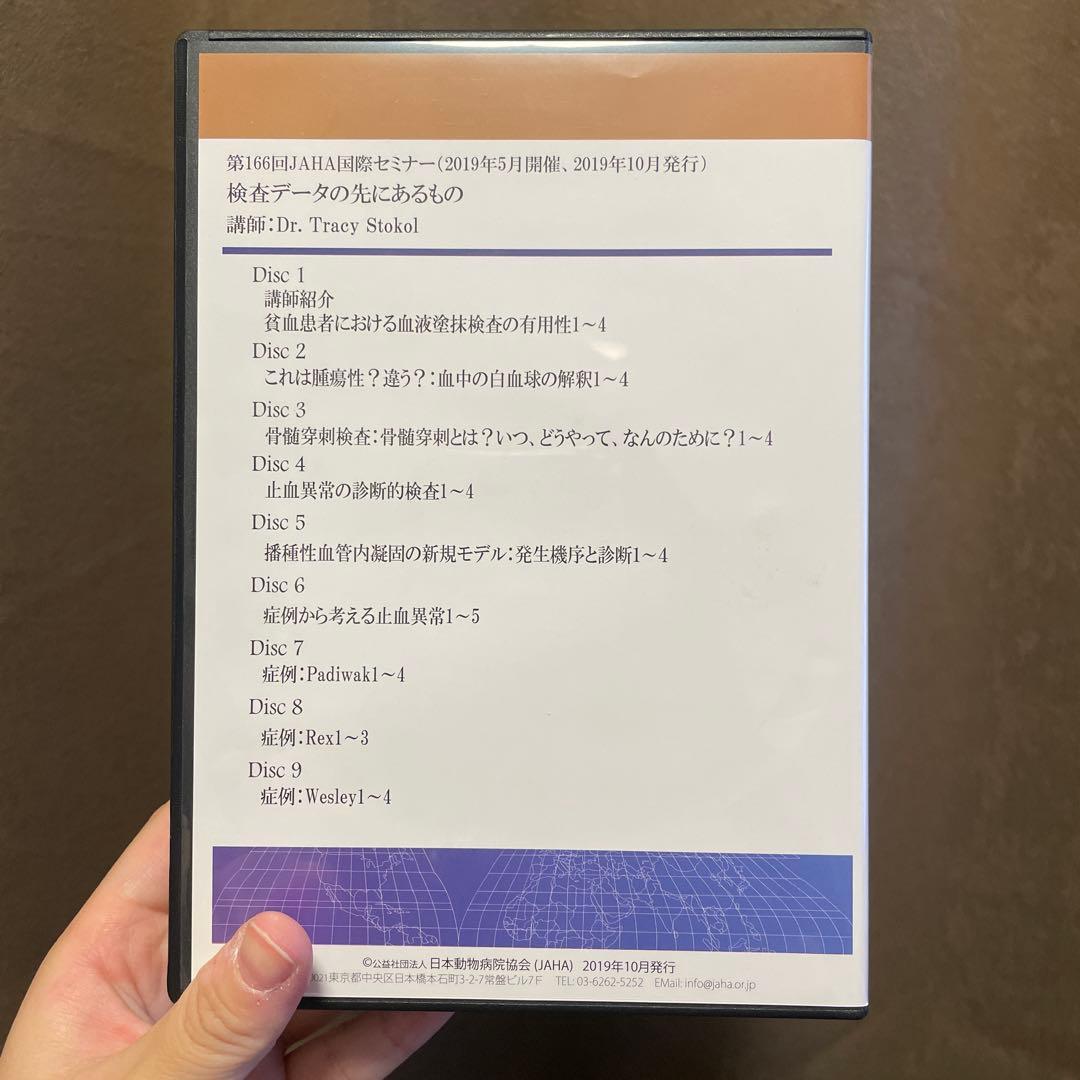 第166回JAHA国際セミナー(2019年5月開催、2019年10月発行)
検査データの先にあるもの
講師:Dr. Tracy Stokol
Disc 1
講師紹介
貧血患者における血液塗抹検査の有用性1～4
Disc 2
これは腫瘍性？違う？:血中の白血球の解釈1～4
Disc 3
骨髄穿刺検査:骨髄穿刺とは？いつ、どうやって、なんのために？1～4
Disc 4
止血異常の診断的検査1～4
Disc 5
播種性血管内凝固の新規モデル:発生機序と診断1～4
Disc 6
症例から考える止血異常1～5
Disc 7
症例:Padiwak1～4
Disc 8
症例:Rex1～3
Disc 9
症例:Wesley1～4
©公益社団法人 日本動物病院協会 (JAHA) 2019年10月発行
0021東京都中央区日本橋本石町3-2-7常盤ビル7F TEL: 03-6262-5252 EMail: info@jaha.or.jp